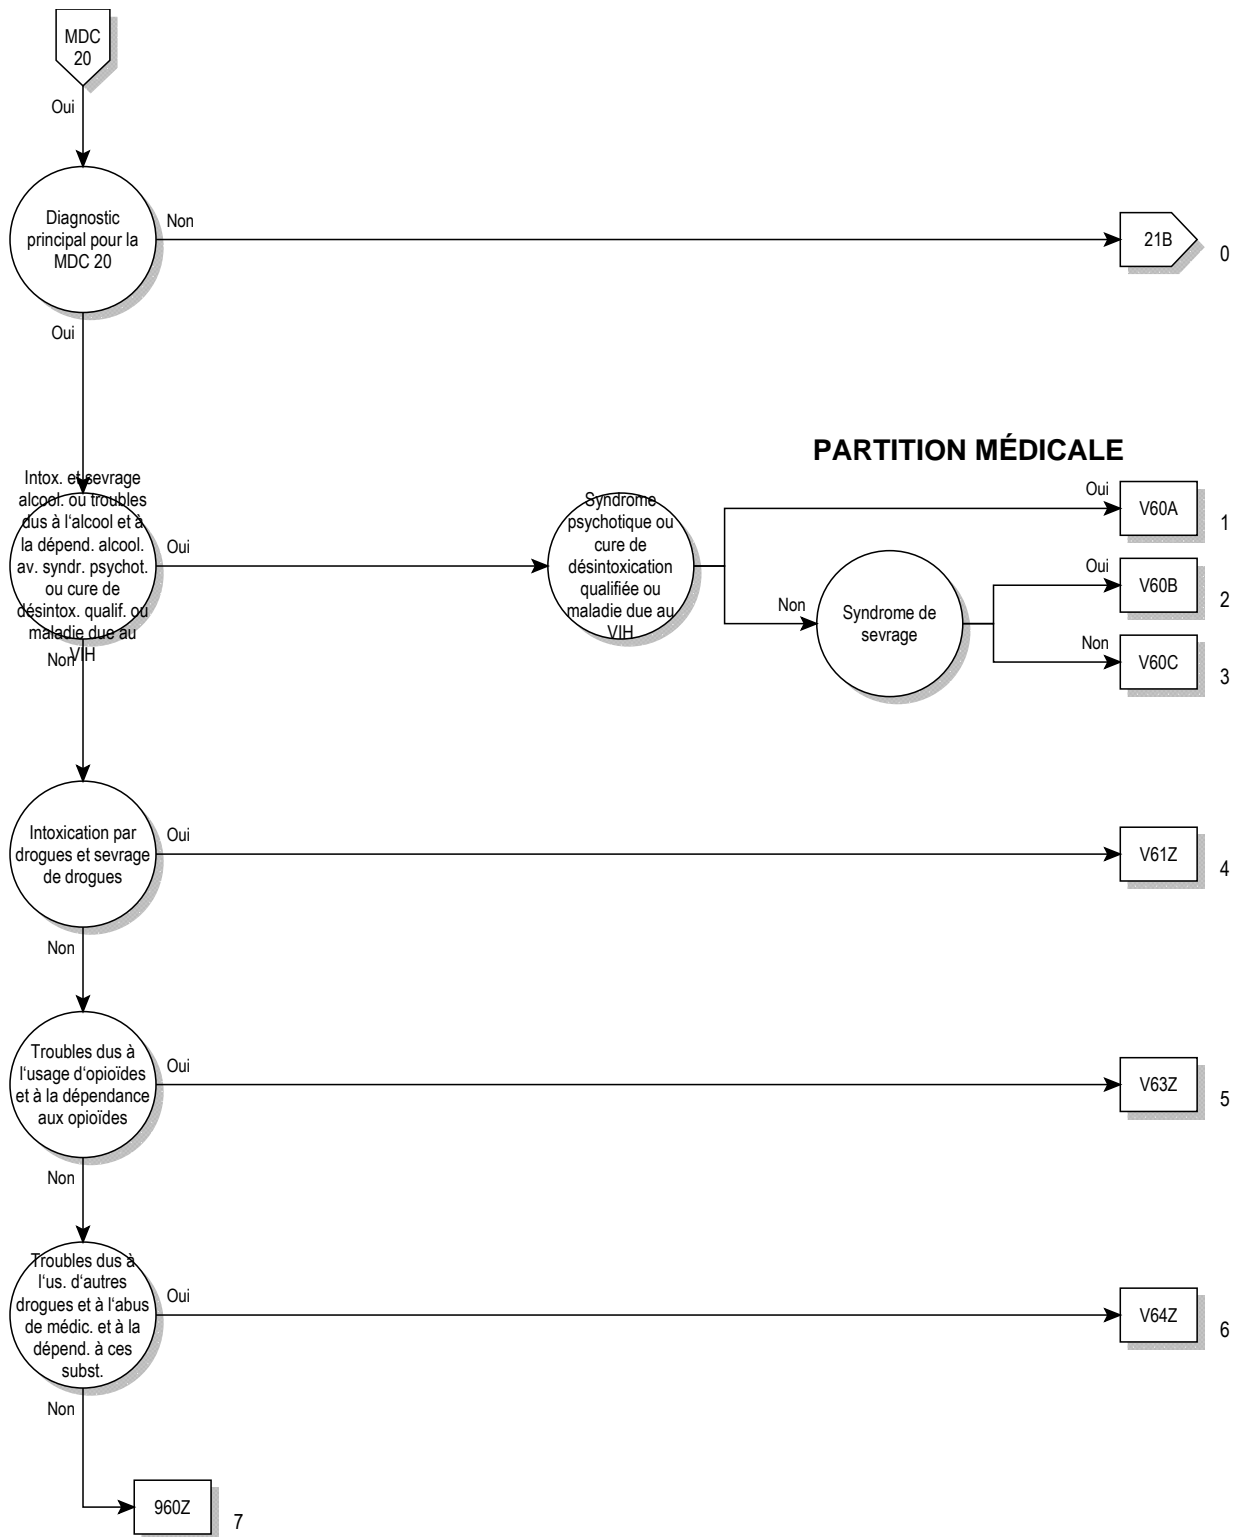 MDC
20
Oui
Diagnostic
principal pour la
MDC 20
Non
21B
0
Oui
PARTITION MÉDICALE
Intox. et sevrage
alcool. ou troubles
dus à l'alcool et à
la dépend. alcool.
av. syndr. psychot.
ou cure de
désintox. qualif. ou
maladie due au
VIH
Oui
Syndrome
psychotique ou
cure de
désintoxication
qualifiée ou
maladie due au
VIH
Oui
V60A
1
Non
Syndrome de
sevrage
Oui
V60B
2
Non
V60C
3
Non
Intoxication par
drogues et sevrage
de drogues
Oui
V61Z
4
Non
Troubles dus à
l'usage d'opioïdes
et à la dépendance
aux opioïdes
Oui
V63Z
5
Non
Troubles dus à
l'us. d'autres
drogues et à l'abus
de médic. et à la
dépend. à ces
subst.
Oui
V64Z
6
Non
960Z
7